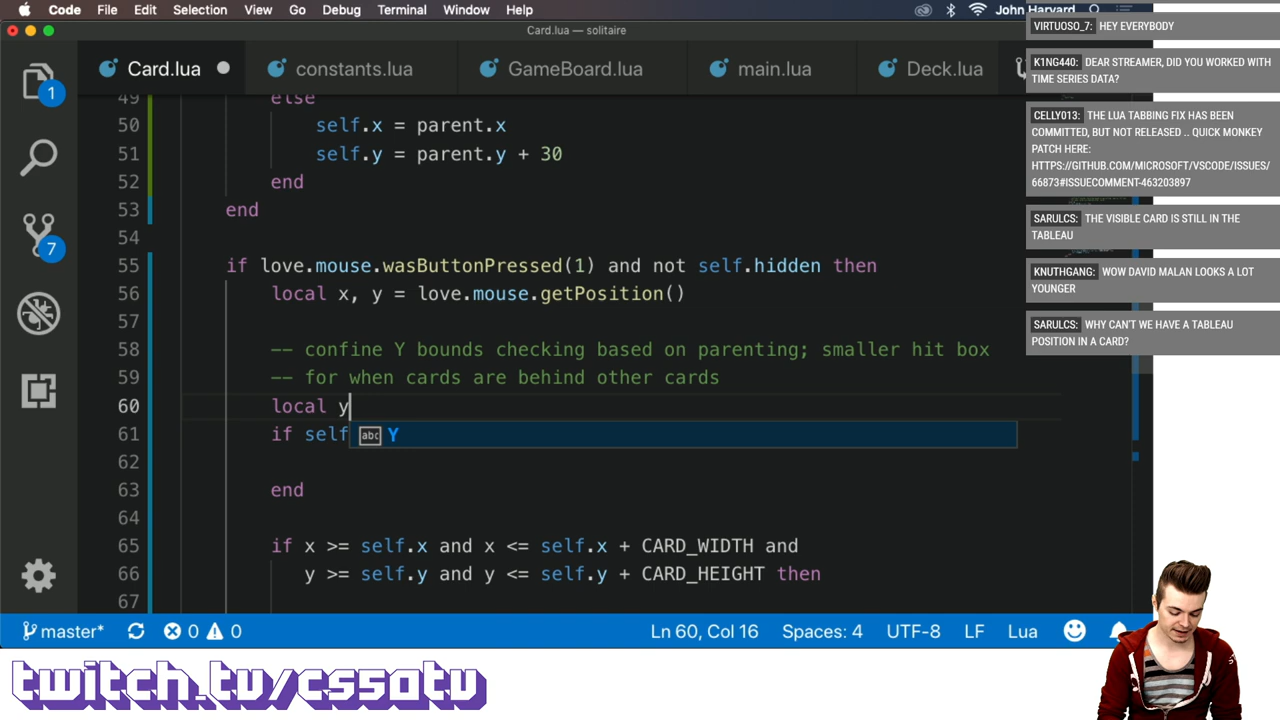 Code File Edit Selection View Go Debug Terminal Window Help John Harvard
Card.lua — solitaire
Card.lua constants.lua GameBoard.lua main.lua Deck.lua
1
7
49 else
50 self.x = parent.x
51 self.y = parent.y + 30
52 end
53 end
54
55 if love.mouse.wasButtonPressed(1) and not self.hidden then
56 local x, y = love.mouse.getPosition()
57
58 -- confine Y bounds checking based on parenting; smaller hit box
59 -- for when cards are behind other cards
60 local y
abc Y
61 if self
62
63 end
64
65 if x >= self.x and x <= self.x + CARD_WIDTH and
66 y >= self.y and y <= self.y + CARD_HEIGHT then
67
master* 0 0 Ln 60, Col 16 Spaces: 4 UTF-8 LF Lua
VIRTUOSO_7: HEY EVERYBODY
K1NG440: DEAR STREAMER, DID YOU WORKED WITH
TIME SERIES DATA?
CELLY013: THE LUA TABBING FIX HAS BEEN
COMMITTED, BUT NOT RELEASED .. QUICK MONKEY
PATCH HERE:
HTTPS://GITHUB.COM/MICROSOFT/VSCODE/ISSUES/
66873#ISSUECOMMENT-463203897
SARULCS: THE VISIBLE CARD IS STILL IN THE
TABLEAU
KNUTHGANG: WOW DAVID MALAN LOOKS A LOT
YOUNGER
SARULCS: WHY CAN'T WE HAVE A TABLEAU
POSITION IN A CARD?
twitch.tv/cs50tv